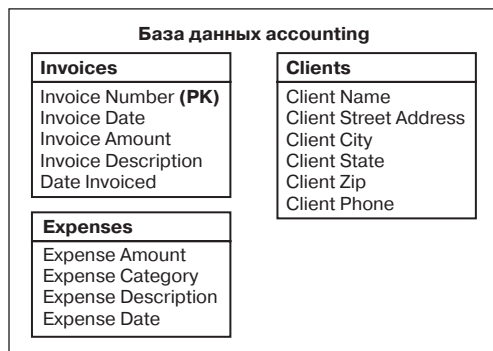 База данных accounting
Invoices
Invoice Number (PK)
Invoice Date
Invoice Amount
Invoice Description
Date Invoiced
Clients
Client Name
Client Street Address
Client City
Client State
Client Zip
Client Phone
Expenses
Expense Amount
Expense Category
Expense Description
Expense Date